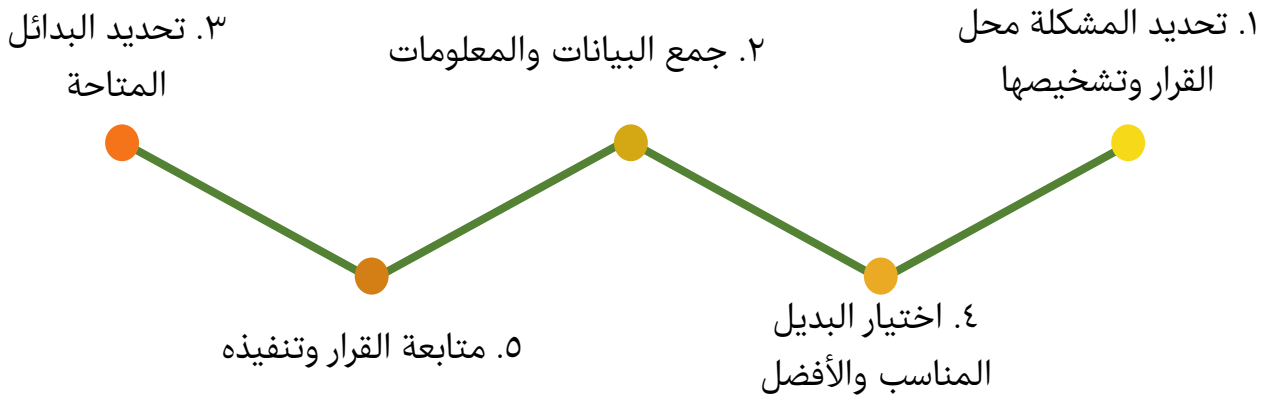 ١. تحديد المشكلة محل
القرار وتشخيصها
٢. جمع البيانات والمعلومات
٣. تحديد البدائل
المتاحة
٤. اختيار البديل
المناسب والأفضل
٥. متابعة القرار وتنفيذه